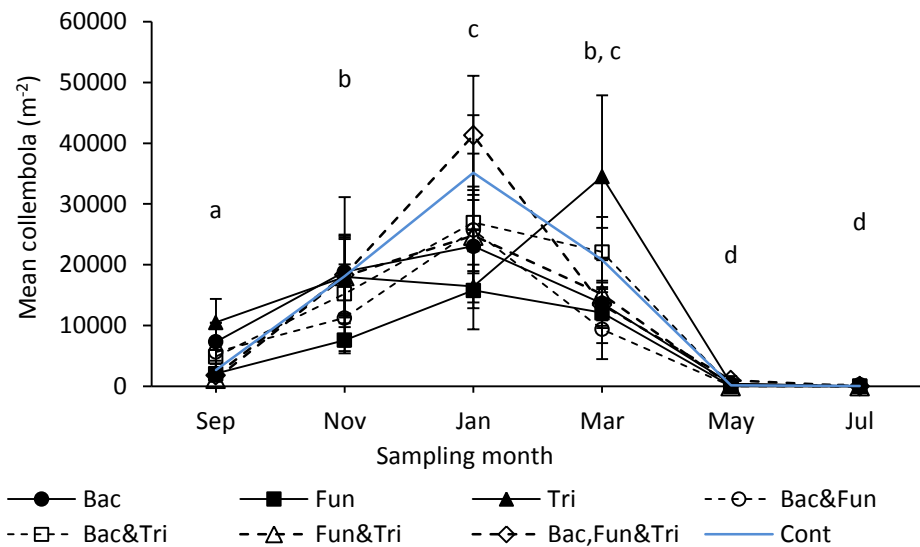 Mean collembola (m-2)
60000
50000
40000
30000
20000
10000
0
a
b
c
b, c
d
d
Sep Nov Jan Mar May Jul
Sampling month
Bac Fun Tri Bac&Fun
Bac&Tri Fun&Tri Bac,Fun&Tri Cont